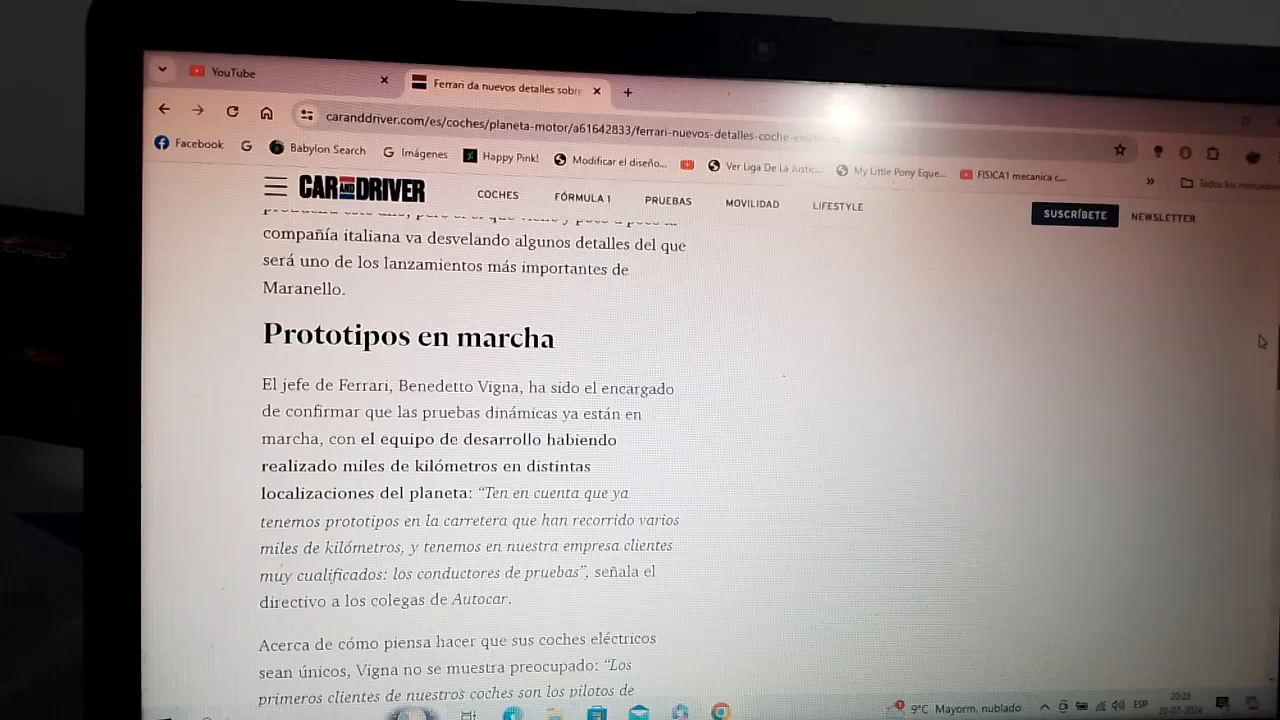 YouTube
Ferrari da nuevos detalles sobre
caranddriver.com/es/coches/planeta-motor/a61642833/ferrari-nuevos-detalles-coche-
Facebook
Babylon Search
Imágenes
Happy Pink!
Modificar el diseño...
Ver Liga De La Justic...
My Little Pony Eque...
FISICA1 mecanica c...
»
Todos los marcadores
CAR AND DRIVER
COCHES
FÓRMULA 1
PRUEBAS
MOVILIDAD
LIFESTYLE
SUSCRÍBETE
NEWSLETTER
compañía italiana va desvelando algunos detalles del que
será uno de los lanzamientos más importantes de
Maranello.
Prototipos en marcha
El jefe de Ferrari, Benedetto Vigna, ha sido el encargado
de confirmar que las pruebas dinámicas ya están en
marcha, con el equipo de desarrollo habiendo
realizado miles de kilómetros en distintas
localizaciones del planeta: “Ten en cuenta que ya
tenemos prototipos en la carretera que han recorrido varios
miles de kilómetros, y tenemos en nuestra empresa clientes
muy cualificados: los conductores de pruebas”, señala el
directivo a los colegas de Autocar.
Acerca de cómo piensa hacer que sus coches eléctricos
sean únicos, Vigna no se muestra preocupado: “Los
primeros clientes de nuestros coches son los pilotos de
9°C Mayorm. nublado
ESP
20:23
20-07-2024